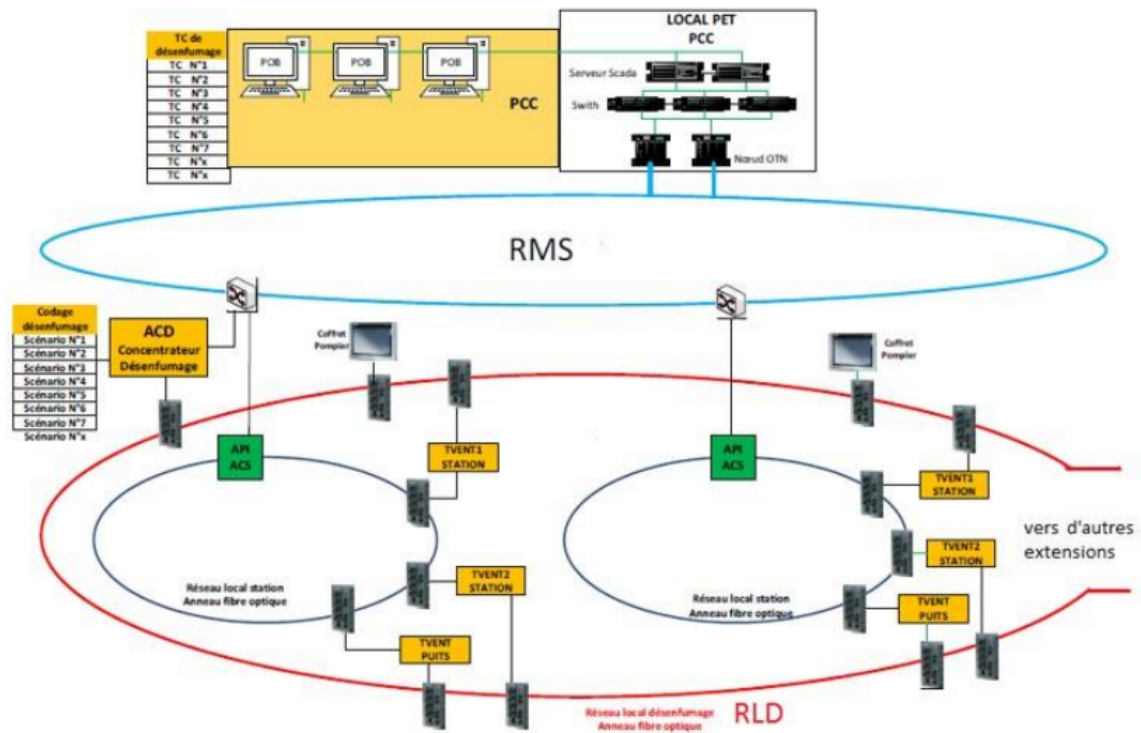 TC de
désenfumage
TC N°1
TC N°2
TC N°3
TC N°4
TC N°5
TC N°6
TC N°7
TC N°x
TC N°x
POB
POB
POB
PCC
LOCAL PET
PCC
Serveur Scada
Swith
Nœud OTN
RMS
Codage
désenfumage
Scénario N°1
Scénario N°2
Scénario N°3
Scénario N°4
Scénario N°5
Scénario N°6
Scénario N°7
Scénario N°x
ACD
Concentrateur
Désenfumage
Coffret
Pompier
Coffret
Pompier
API
ACS
TVENT1
STATION
API
ACS
TVENT1
STATION
vers d'autres
extensions
TVENT2
STATION
TVENT2
STATION
Réseau local station
Anneau fibre optique
Réseau local station
Anneau fibre optique
TVENT
PUITS
TVENT
PUITS
Réseau local désenfumage
Anneau fibre optique
RLD